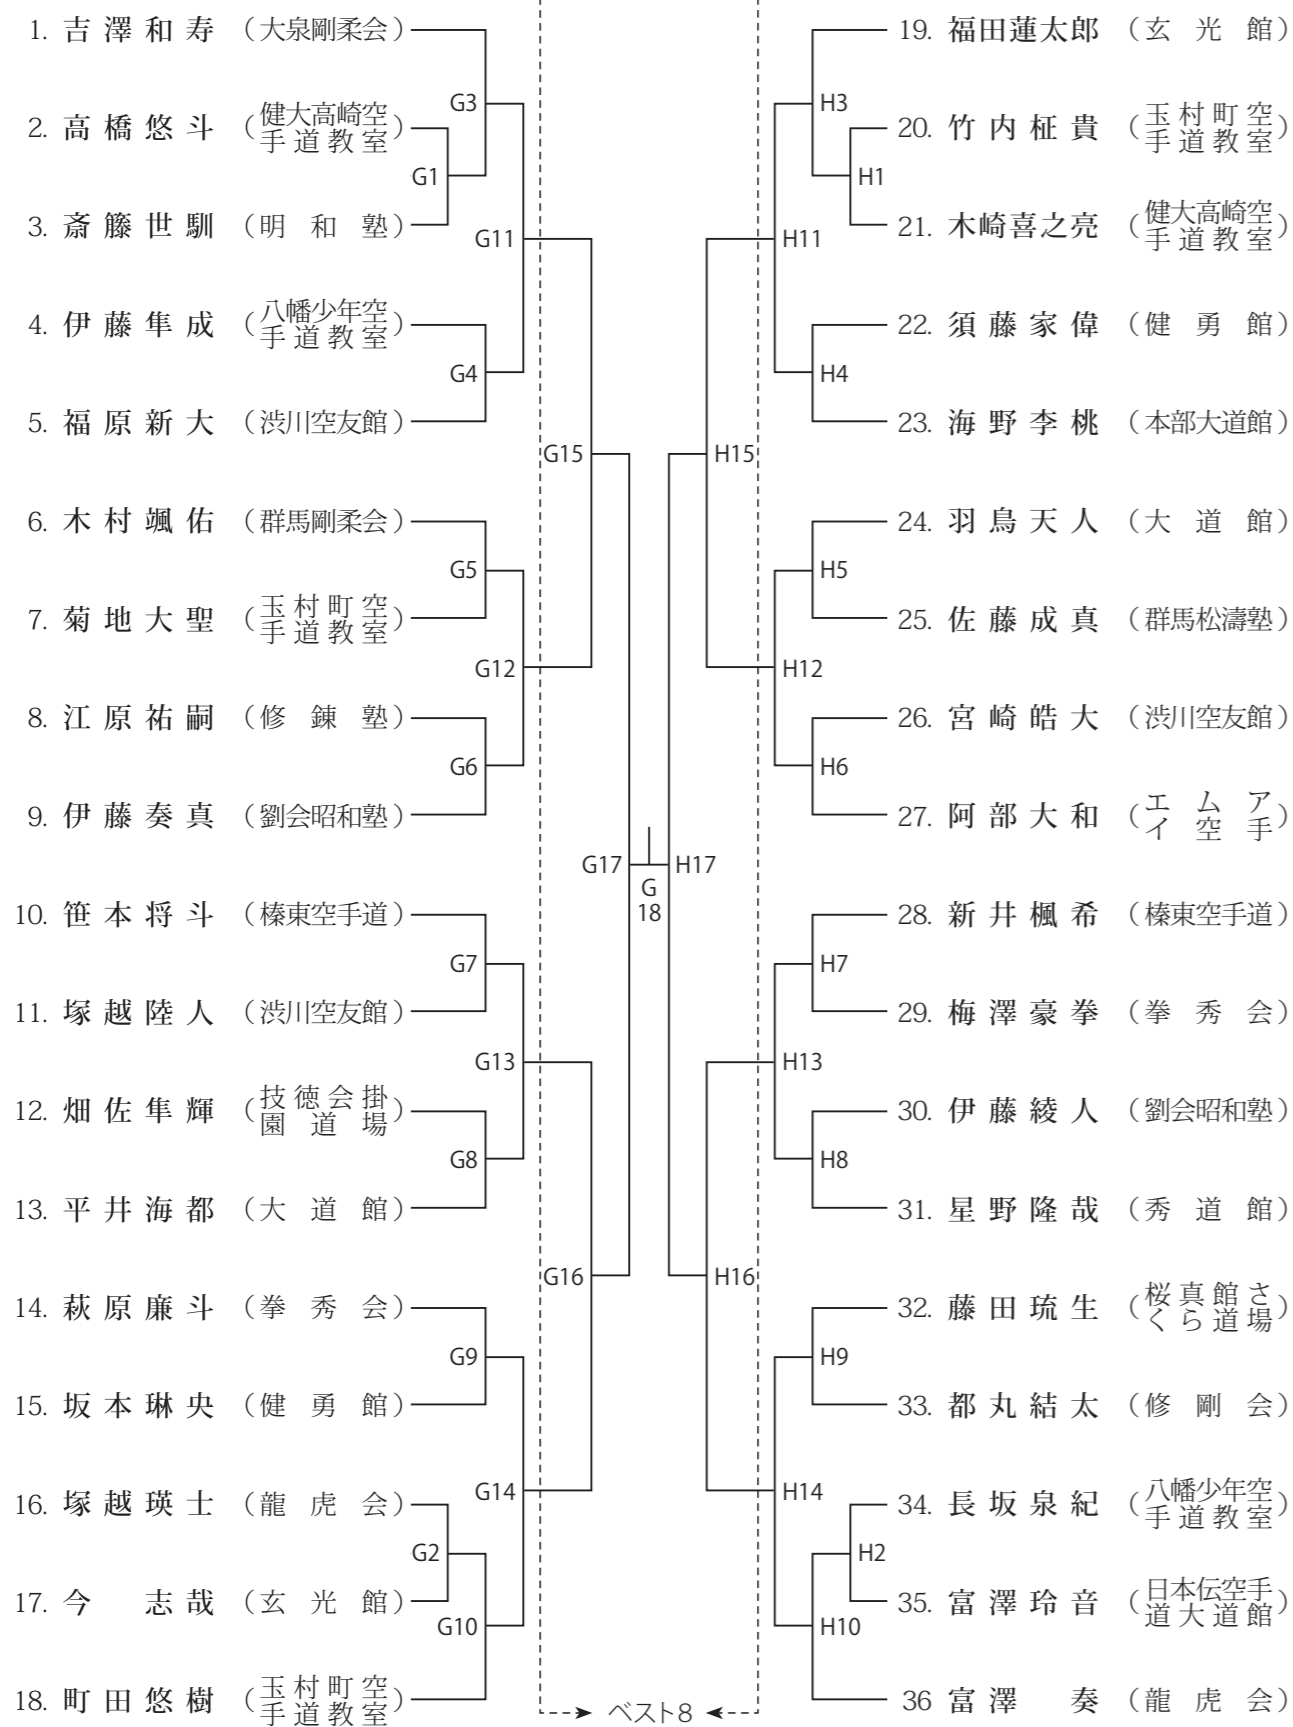 1. 吉澤和寿 （大泉剛柔会）
2. 高橋悠斗 （健大高崎空手道教室）
3. 斎籐世馴 （明和塾）
4. 伊藤隼成 （八幡少年空手道教室）
5. 福原新大 （渋川空友館）
6. 木村颯佑 （群馬剛柔会）
7. 菊地大聖 （玉村町空手道教室）
8. 江原祐嗣 （修錬塾）
9. 伊藤奏真 （劉会昭和塾）
10. 笹本将斗 （榛東空手道）
11. 塚越陸人 （渋川空友館）
12. 畑佐隼輝 （技徳会掛園道場）
13. 平井海都 （大道館）
14. 萩原廉斗 （拳秀会）
15. 坂本琳央 （健勇館）
16. 塚越瑛士 （龍虎会）
17. 今　志哉 （玄光館）
18. 町田悠樹 （玉村町空手道教室）
G3
G1
G11
G4
G15
G5
G12
G6
G17
G7
G13
G8
G16
G9
G14
G2
G10
G
18
ベスト8
H3
H1
H11
H4
H15
H5
H12
H6
H17
H7
H13
H8
H16
H9
H14
H2
H10
19. 福田蓮太郎 （玄光館）
20. 竹内柾貴 （玉村町空手道教室）
21. 木崎喜之亮 （健大高崎空手道教室）
22. 須藤家偉 （健勇館）
23. 海野李桃 （本部大道館）
24. 羽鳥天人 （大道館）
25. 佐藤成真 （群馬松濤塾）
26. 宮崎皓大 （渋川空友館）
27. 阿部大和 （エムアイ空手）
28. 新井楓希 （榛東空手道）
29. 梅澤豪拳 （拳秀会）
30. 伊藤綾人 （劉会昭和塾）
31. 星野隆哉 （秀道館）
32. 藤田琉生 （桜真館さくら道場）
33. 都丸結太 （修剛会）
34. 長坂泉紀 （八幡少年空手道教室）
35. 富澤玲音 （日本伝空手道大道館）
36 富澤　奏 （龍虎会）